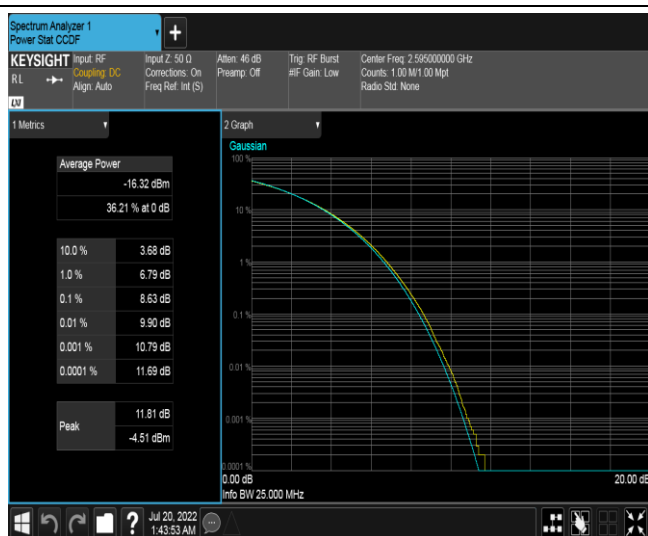 Spectrum Analyzer 1
Power Stat CCDF
+
KEYSIGHT
RL
LXI
Input: RF
Coupling: DC
Align: Auto
Input Z: 50 Ω
Corrections: On
Freq Ref: Int (S)
Atten: 46 dB
Preamp: Off
Trig: RF Burst
#IF Gain: Low
Center Freq: 2.595000000 GHz
Counts: 1.00 M/1.00 Mpt
Radio Std: None
1 Metrics
Average Power
-16.32 dBm
36.21 % at 0 dB
10.0 % 3.68 dB
1.0 % 6.79 dB
0.1 % 8.63 dB
0.01 % 9.90 dB
0.001 % 10.79 dB
0.0001 % 11.69 dB
Peak 11.81 dB
-4.51 dBm
2 Graph
Gaussian
100 %
10 %
1 %
0.1 %
0.01 %
0.001 %
0.0001 %
0.00 dB 20.00 dB
Info BW 25.000 MHz
?
Jul 20, 2022
1:43:53 AM